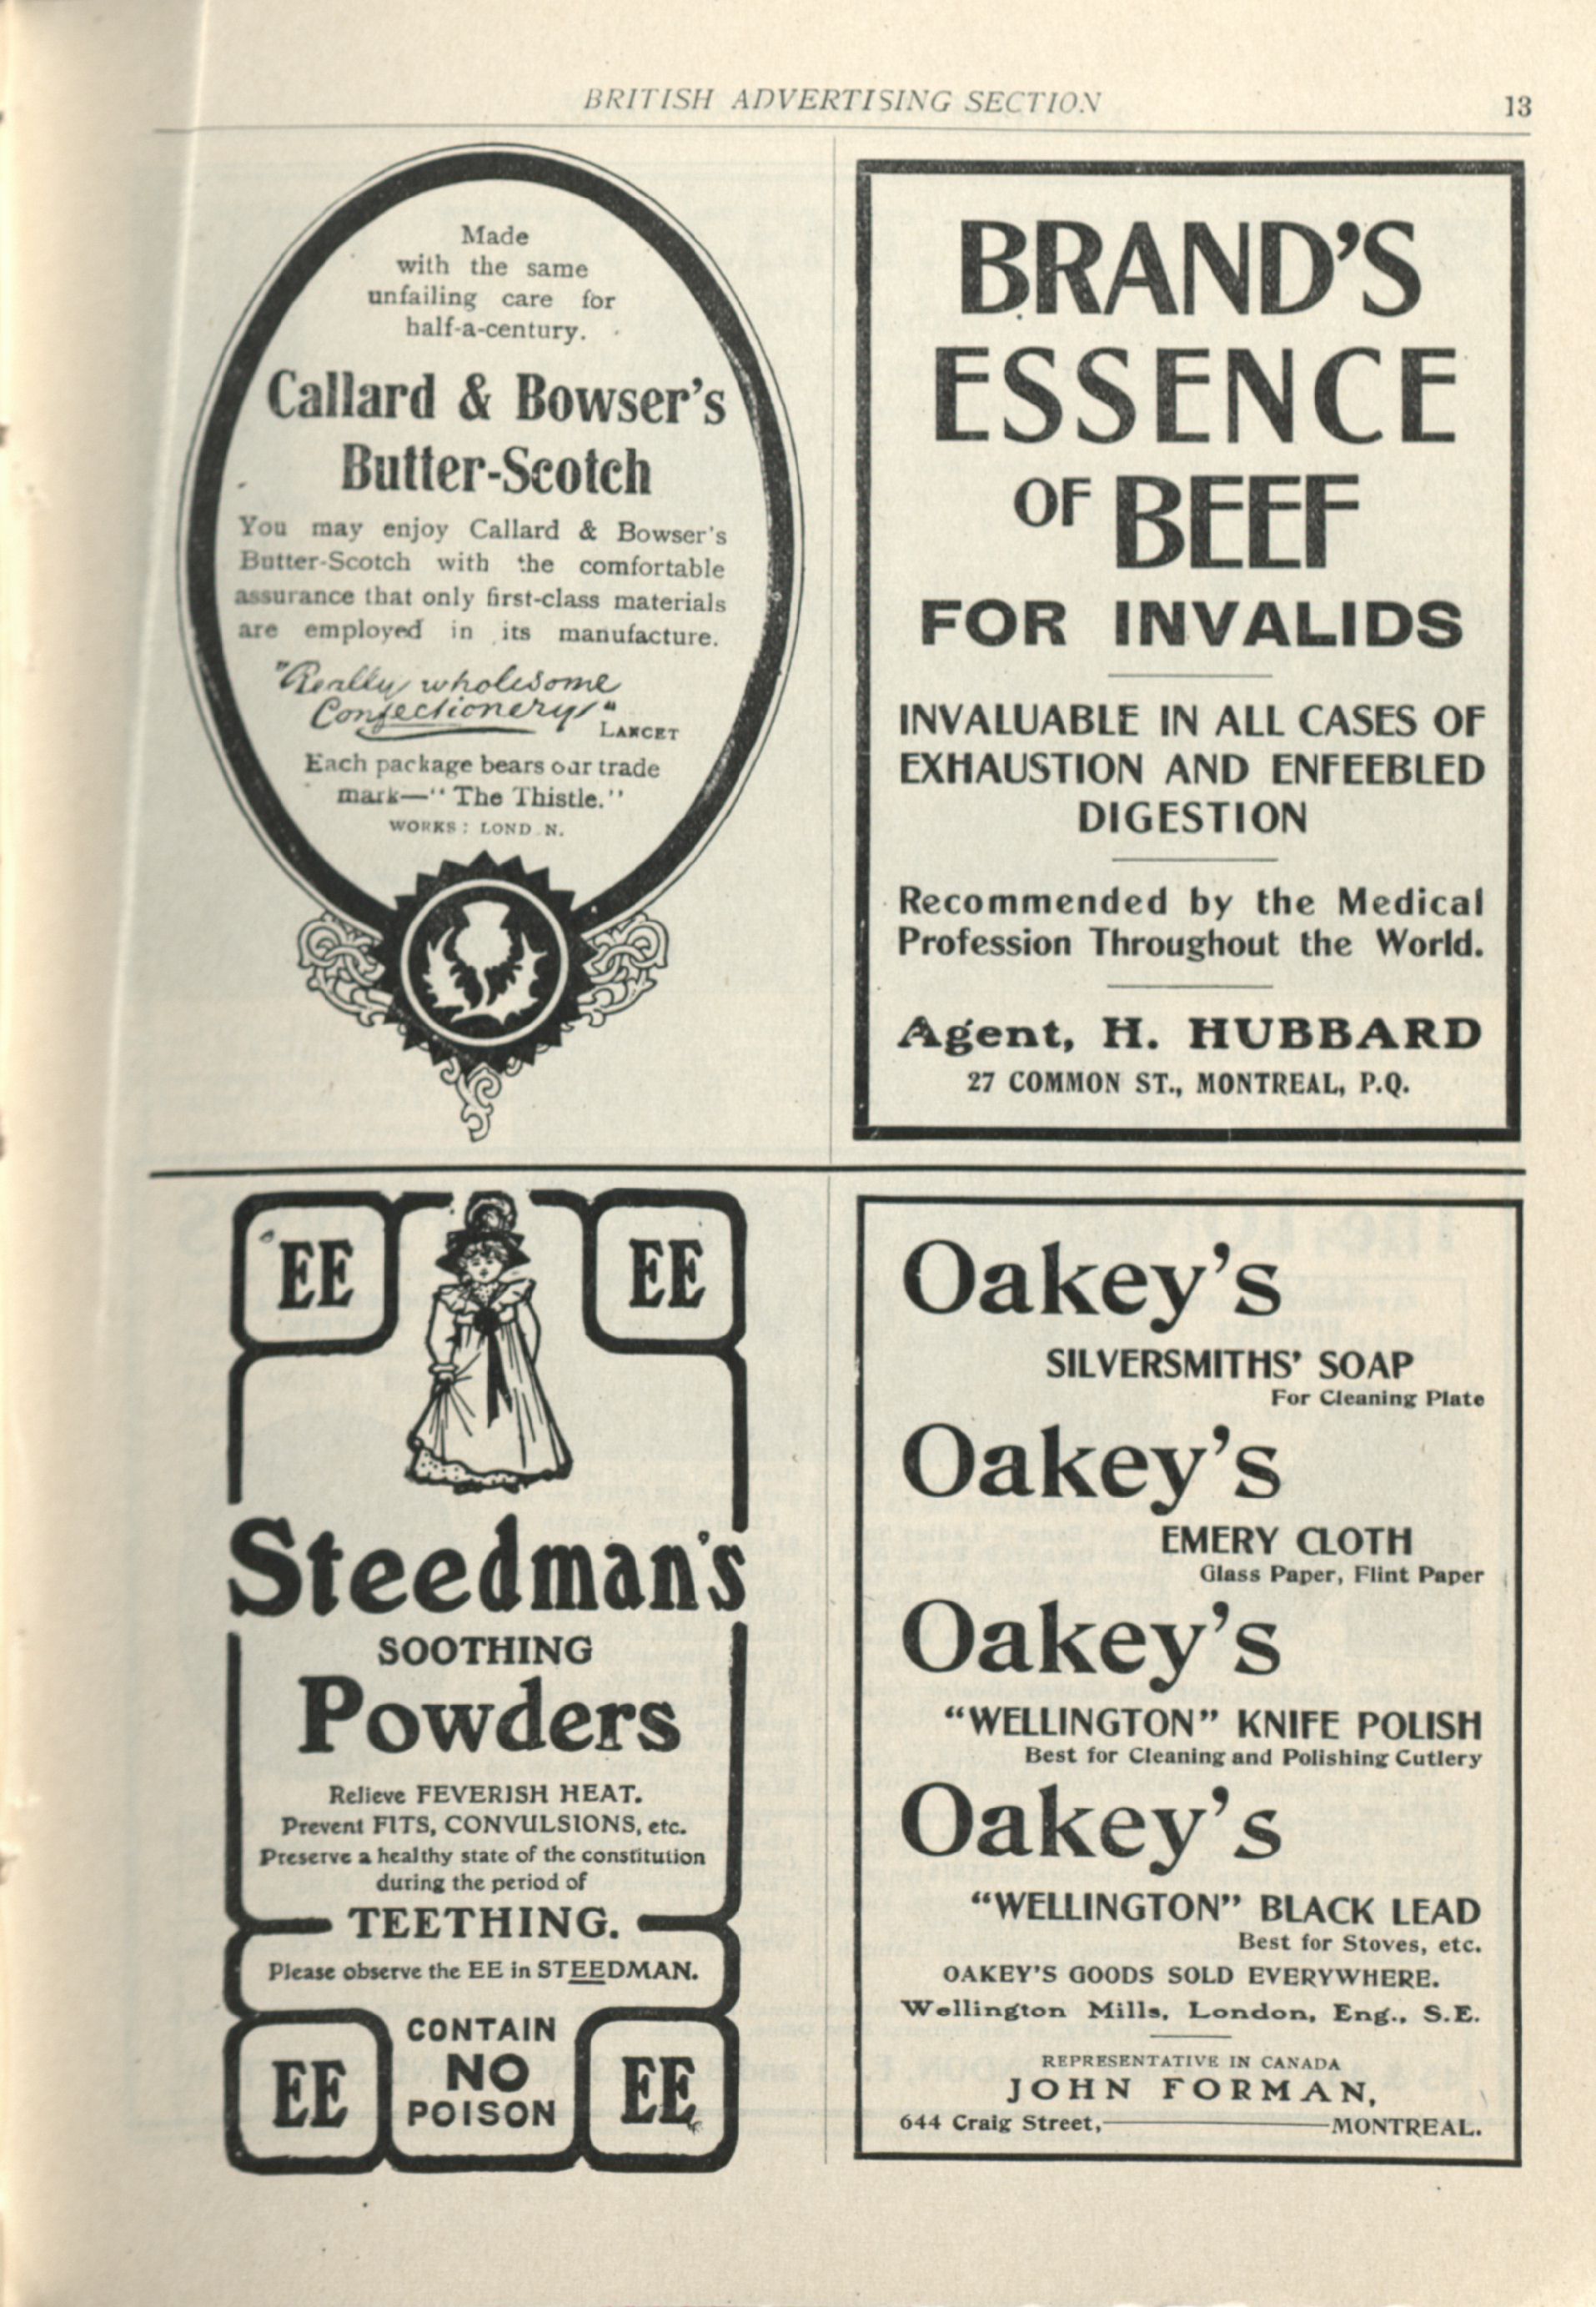 BRITISH ADVERTISING SECTION
13
Made
with the same
unfailing care for
half-a-century.
Callard & Bowser's
Butter-Scotch
You may enjoy Callard & Bowser's
Butter-Scotch with the comfortable
assurance that only first-class materials
are employed in its manufacture.
"Really wholesome
Confectionery"
LANCET
Each package bears our trade
mark—"The Thistle."
WORKS: LOND N.
BRAND'S
ESSENCE
OF BEEF
FOR INVALIDS
INVALUABLE IN ALL CASES OF
EXHAUSTION AND ENFEEBLED
DIGESTION
Recommended by the Medical
Profession Throughout the World.
Agent, H. HUBBARD
27 COMMON ST., MONTREAL, P.Q.
EE EE
Steedman's
SOOTHING
Powders
Relieve FEVERISH HEAT.
Prevent FITS, CONVULSIONS, etc.
Preserve a healthy state of the constitution
during the period of
TEETHING.
Please observe the EE in STEEDMAN.
CONTAIN
NO
POISON
EE EE
Oakey's
SILVERSMITHS' SOAP
For Cleaning Plate
Oakey's
EMERY CLOTH
Glass Paper, Flint Paper
Oakey's
"WELLINGTON" KNIFE POLISH
Best for Cleaning and Polishing Cutlery
Oakey's
"WELLINGTON" BLACK LEAD
Best for Stoves, etc.
OAKEY'S GOODS SOLD EVERYWHERE.
Wellington Mills, London, Eng., S.E.
REPRESENTATIVE IN CANADA
JOHN FORMAN,
644 Craig Street,—MONTREAL.